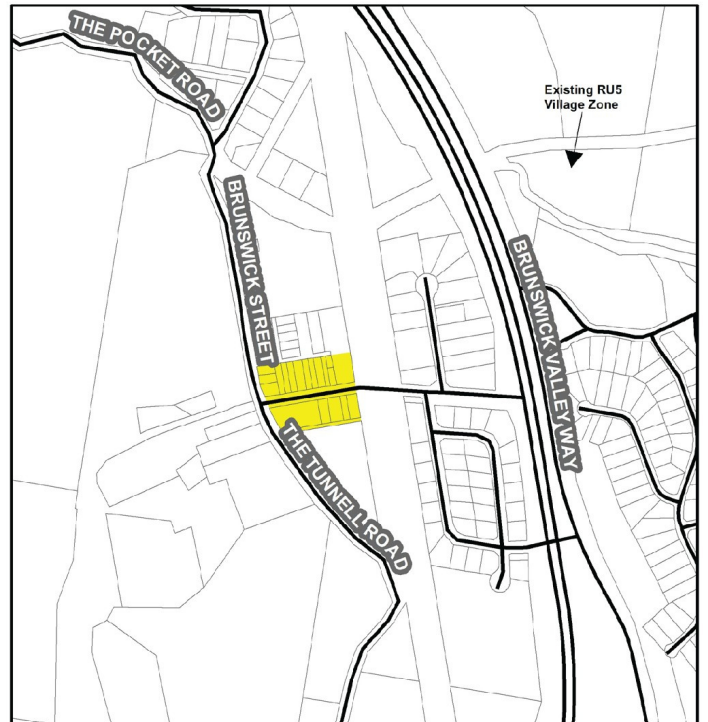 THE POCKET ROAD
Existing RU5
Village Zone
BRUNSWICK STREET
BRUNSWICK VALLEY WAY
THE TUNNELL ROAD